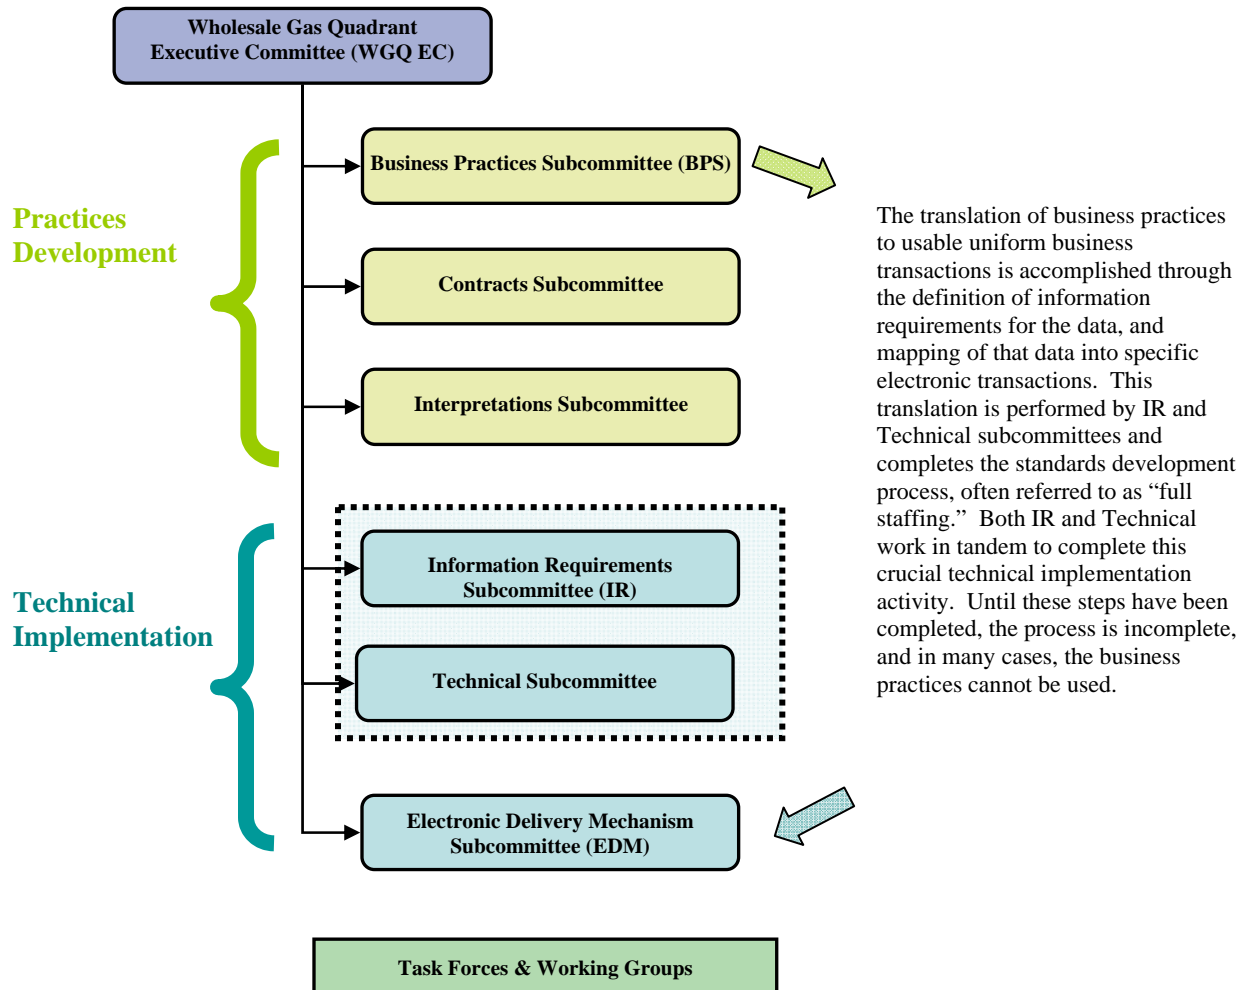 Wholesale Gas Quadrant
Executive Committee (WGQ EC)
Practices
Development
Business Practices Subcommittee (BPS)
Contracts Subcommittee
Interpretations Subcommittee
Technical
Implementation
Information Requirements
Subcommittee (IR)
Technical Subcommittee
Electronic Delivery Mechanism
Subcommittee (EDM)
The translation of business practices
to usable uniform business
transactions is accomplished through
the definition of information
requirements for the data, and
mapping of that data into specific
electronic transactions.  This
translation is performed by IR and
Technical subcommittees and
completes the standards development
process, often referred to as “full
staffing.”  Both IR and Technical
work in tandem to complete this
crucial technical implementation
activity.  Until these steps have been
completed, the process is incomplete,
and in many cases, the business
practices cannot be used.
Task Forces & Working Groups